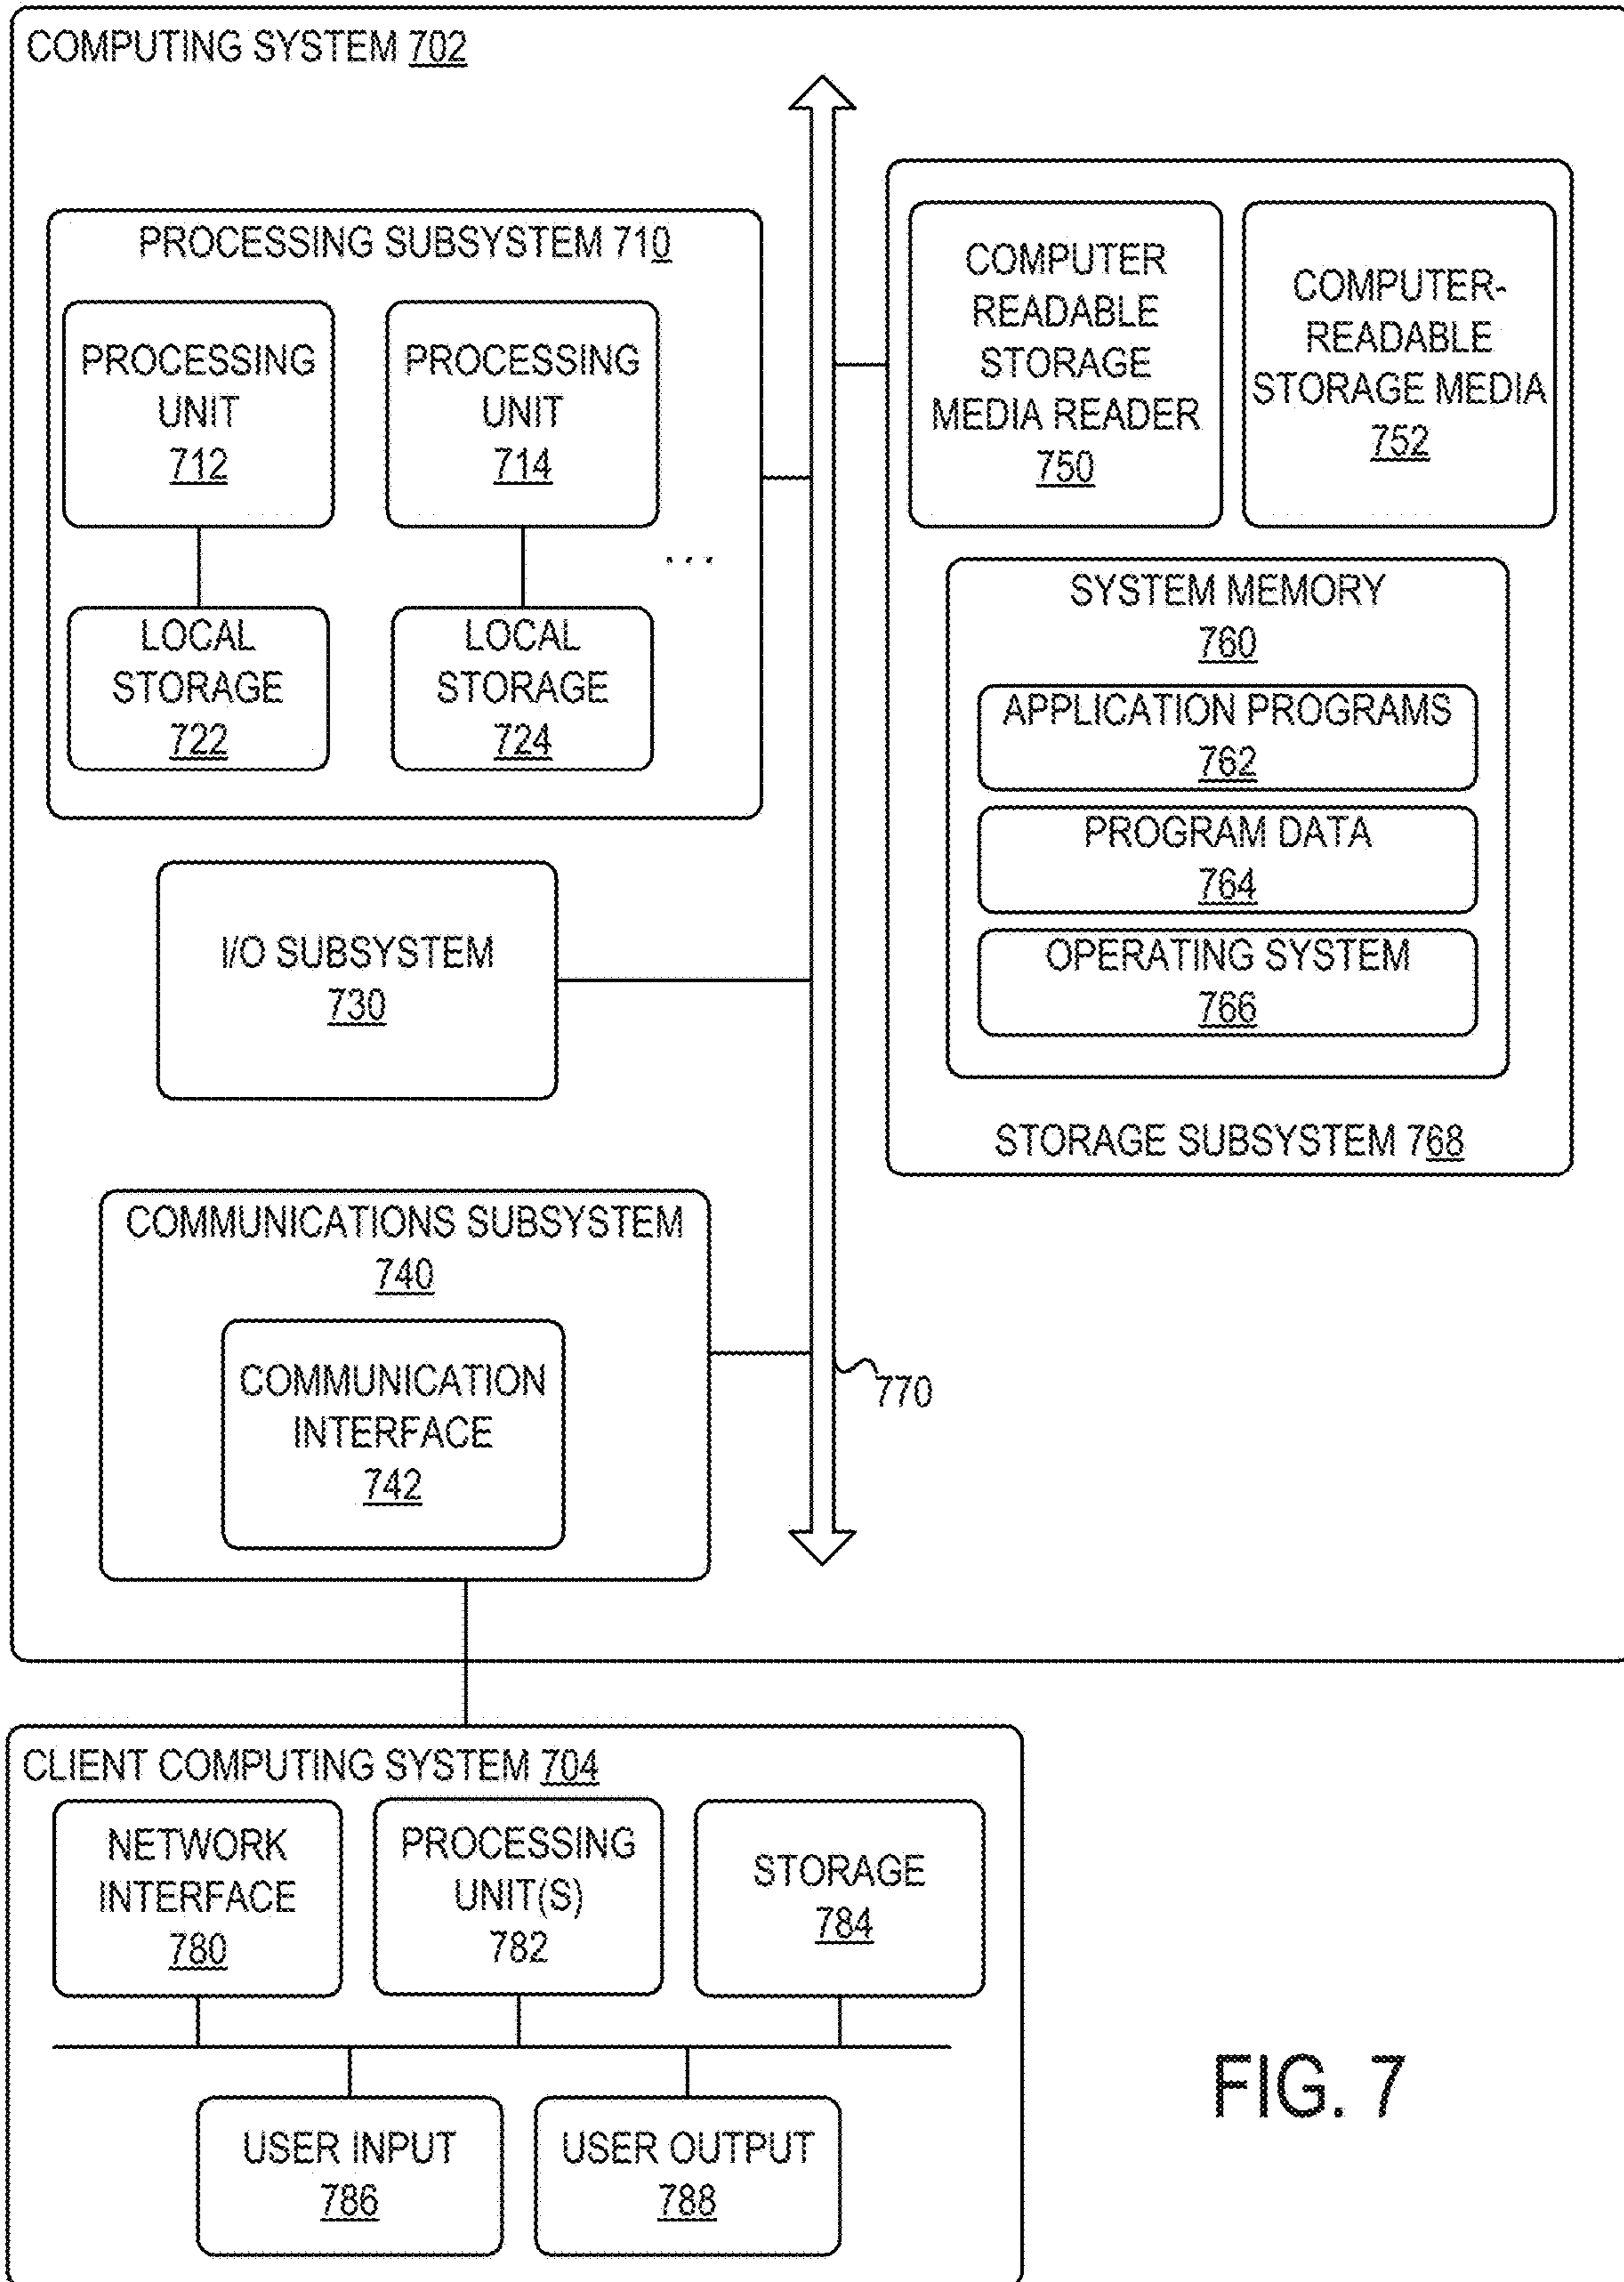 COMPUTING SYSTEM 702
PROCESSING SUBSYSTEM 710
PROCESSING
UNIT
712
PROCESSING
UNIT
714
. . .
LOCAL
STORAGE
722
LOCAL
STORAGE
724
I/O SUBSYSTEM
730
COMMUNICATIONS SUBSYSTEM
740
COMMUNICATION
INTERFACE
742
COMPUTER
READABLE
STORAGE
MEDIA READER
750
COMPUTER-
READABLE
STORAGE MEDIA
752
SYSTEM MEMORY
760
APPLICATION PROGRAMS
762
PROGRAM DATA
764
OPERATING SYSTEM
766
STORAGE SUBSYSTEM 768
770
CLIENT COMPUTING SYSTEM 704
NETWORK
INTERFACE
780
PROCESSING
UNIT(S)
782
STORAGE
784
USER INPUT
786
USER OUTPUT
788
FIG. 7